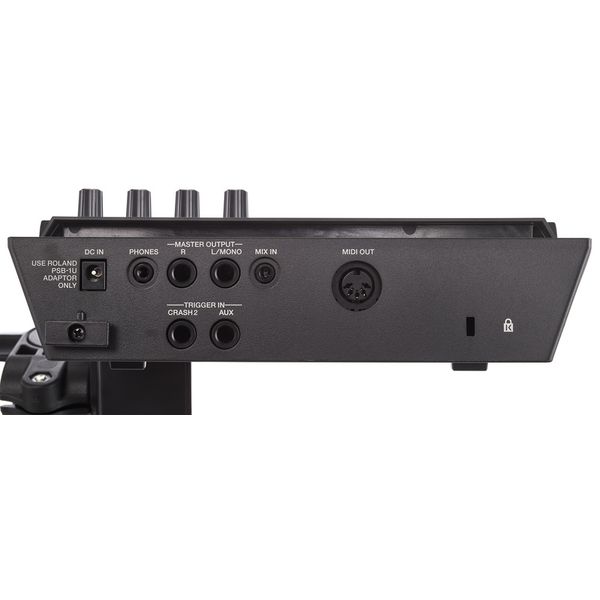 DC IN
USE ROLAND
PSB-1U
ADAPTOR
ONLY
PHONES
MASTER OUTPUT
R L/MONO
MIX IN
MIDI OUT
TRIGGER IN
CRASH 2 AUX
K